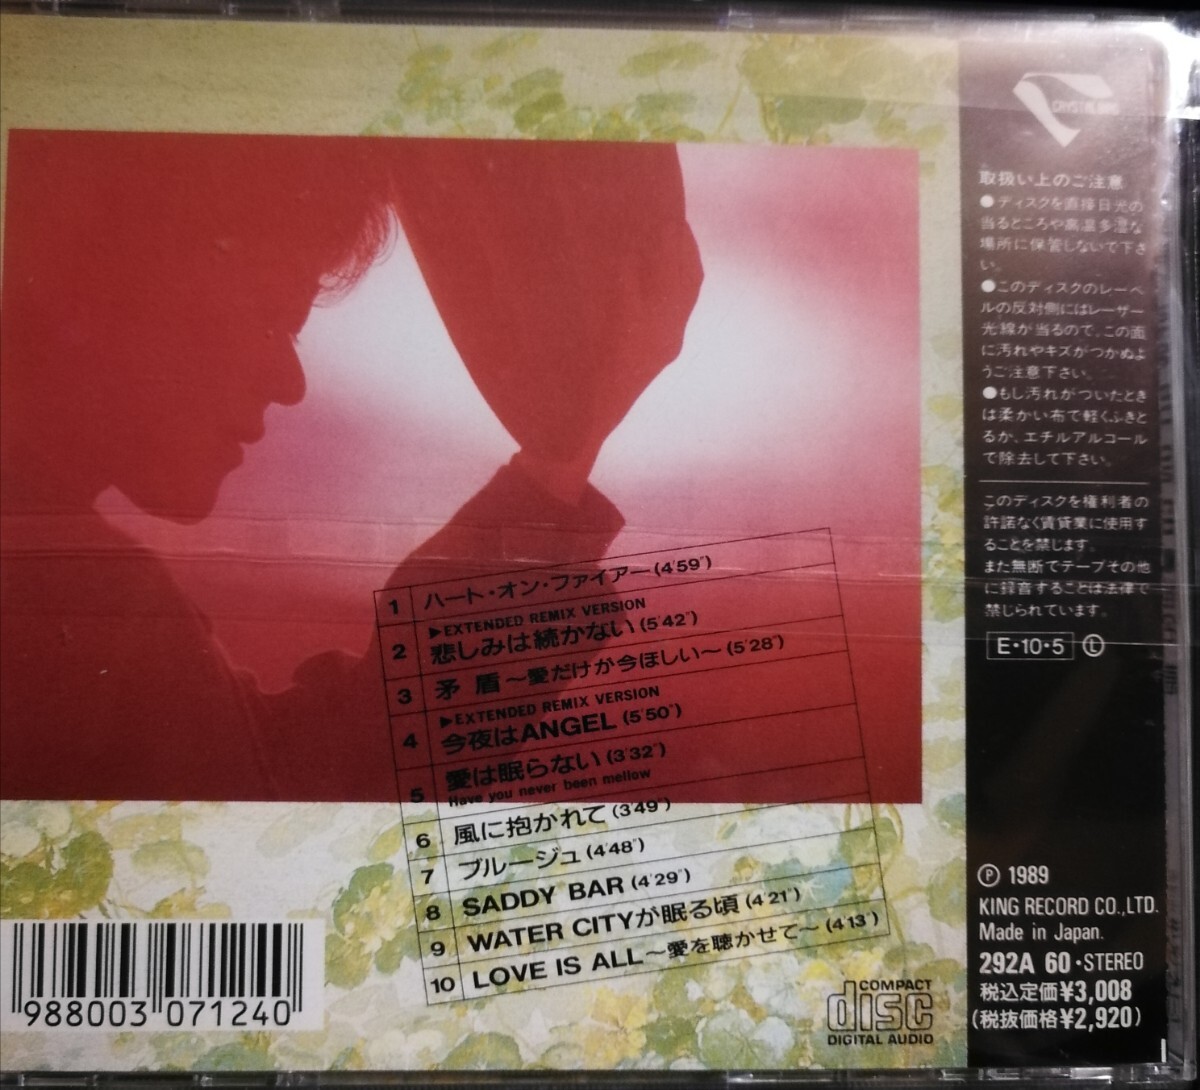 1 ハート・オン・ファイアー(4'59")
▶EXTENDED REMIX VERSION
2 悲しみは続かない(5'42")
3 矛盾〜愛だけが今ほしい〜(5'28")
▶EXTENDED REMIX VERSION
4 今夜はANGEL(5'50")
5 愛は眠らない(3'32")
Have you never been mellow
6 風に抱かれて(3'49")
7 ブルージュ(4'48")
8 SADDY BAR(4'29")
9 WATER CITYが眠る頃(4'21")
10 LOVE IS ALL〜愛を聴かせて〜(4'13")
988003 071240
COMPACT
disc
DIGITAL AUDIO
取扱い上のご注意
●ディスクを直接日光の
当るところや高温多湿な
場所に保管しないで下さ
い。
●このディスクのレーベ
ルの反対側にはレーザー
光線が当るので、この面
に汚れやキズがつかぬよ
うご注意下さい。
●もし汚れがついたとき
は柔かい布で軽くふきと
るか、エチルアルコール
で除去して下さい。
このディスクを権利者の
許諾なく賃貸業に使用す
ることを禁じます。
また無断でテープその他
に録音することは法律で
禁じられています。
E・10・5 Ⓛ
Ⓟ 1989
KING RECORD CO.,LTD.
Made in Japan.
292A 60・STEREO
税込定価¥3,008
(税抜価格¥2,920)